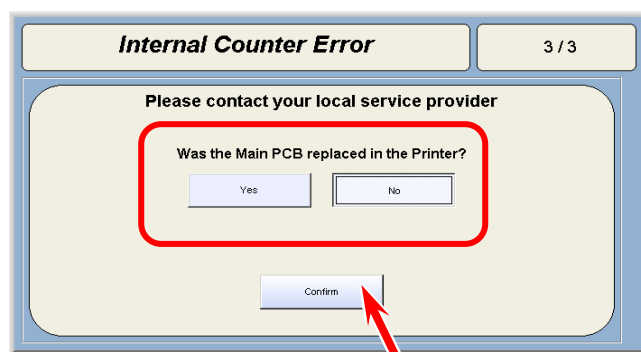 Internal Counter Error
3 / 3
Please contact your local service provider
Was the Main PCB replaced in the Printer?
Yes
No
Confirm